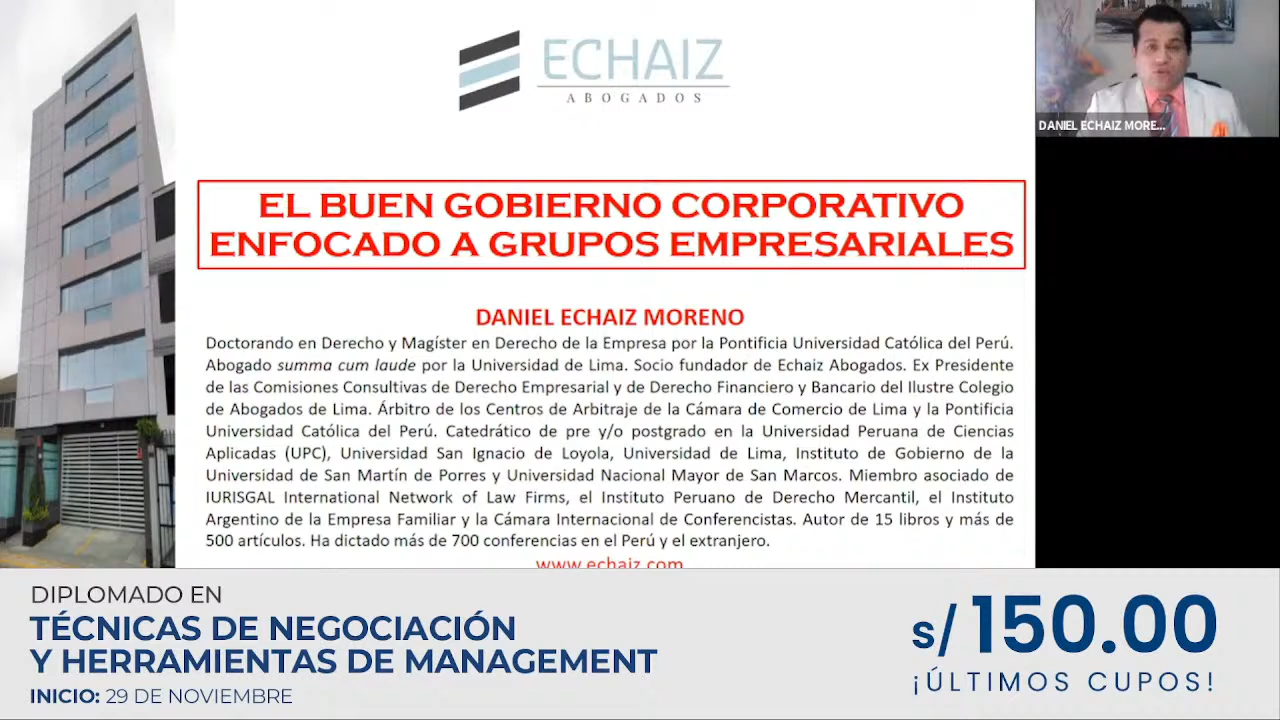 ECHAIZ
ABOGADOS
DANIEL ECHAIZ MORE...
EL BUEN GOBIERNO CORPORATIVO
ENFOCADO A GRUPOS EMPRESARIALES
DANIEL ECHAIZ MORENO
Doctorando en Derecho y Magíster en Derecho de la Empresa por la Pontificia Universidad Católica del Perú.
Abogado summa cum laude por la Universidad de Lima. Socio fundador de Echaiz Abogados. Ex Presidente
de las Comisiones Consultivas de Derecho Empresarial y de Derecho Financiero y Bancario del Ilustre Colegio
de Abogados de Lima. Árbitro de los Centros de Arbitraje de la Cámara de Comercio de Lima y la Pontificia
Universidad Católica del Perú. Catedrático de pre y/o postgrado en la Universidad Peruana de Ciencias
Aplicadas (UPC), Universidad San Ignacio de Loyola, Universidad de Lima, Instituto de Gobierno de la
Universidad de San Martín de Porres y Universidad Nacional Mayor de San Marcos. Miembro asociado de
IURISGAL International Network of Law Firms, el Instituto Peruano de Derecho Mercantil, el Instituto
Argentino de la Empresa Familiar y la Cámara Internacional de Conferencistas. Autor de 15 libros y más de
500 artículos. Ha dictado más de 700 conferencias en el Perú y el extranjero.
www.echaiz.com
DIPLOMADO EN
TÉCNICAS DE NEGOCIACIÓN
Y HERRAMIENTAS DE MANAGEMENT
INICIO: 29 DE NOVIEMBRE
s/150.00
¡ÚLTIMOS CUPOS!